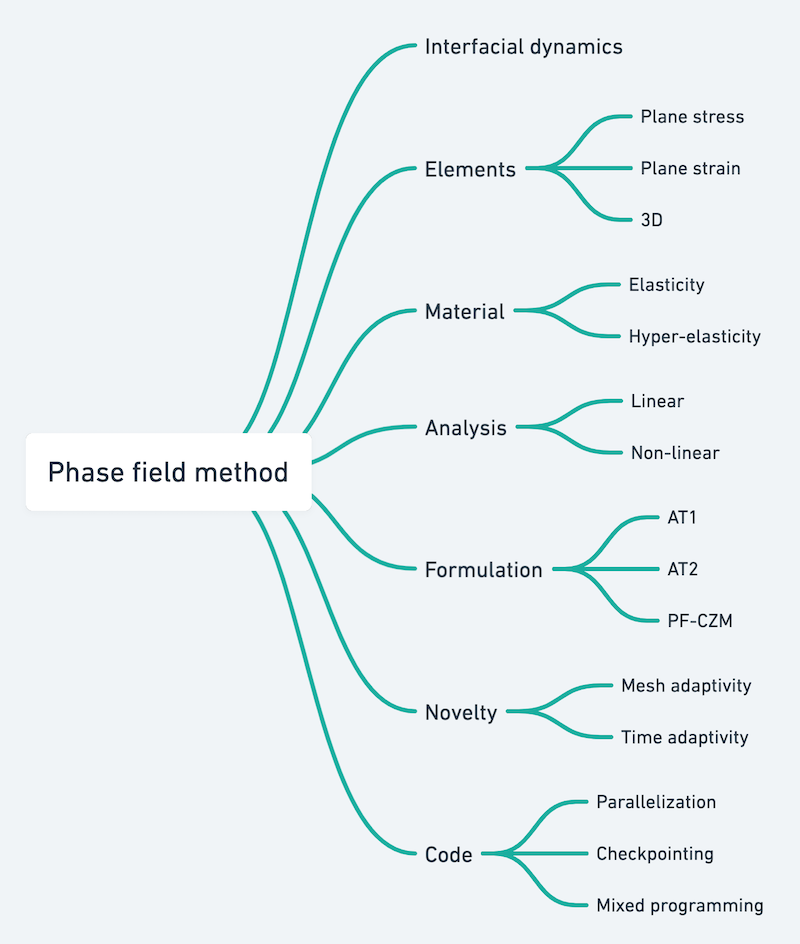 Phase field method
Interfacial dynamics
Elements
Plane stress
Plane strain
3D
Material
Elasticity
Hyper-elasticity
Analysis
Linear
Non-linear
Formulation
AT1
AT2
PF-CZM
Novelty
Mesh adaptivity
Time adaptivity
Code
Parallelization
Checkpointing
Mixed programming